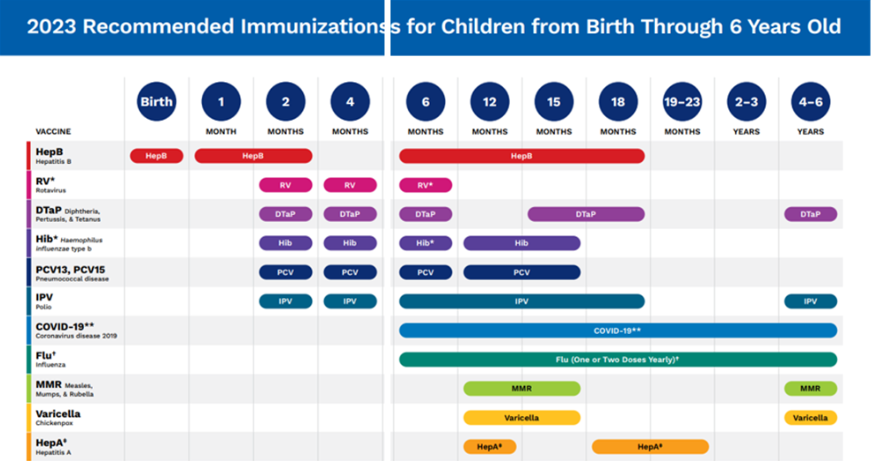 2023 Recommended Immunizations for Children from Birth Through 6 Years Old
Birth 1 2 4 6 12 15 18 19–23 2–3 4–6
VACCINE MONTH MONTHS MONTHS MONTHS MONTHS MONTHS MONTHS MONTHS YEARS YEARS
HepB HepB HepB HepB
Hepatitis B
RV* RV RV RV*
Rotavirus
DTaP Diphtheria, DTaP DTaP DTaP DTaP DTaP
Pertussis, & Tetanus
Hib* Haemophilus Hib Hib Hib* Hib
influenzae type b
PCV13, PCV15 PCV PCV PCV PCV
Pneumococcal disease
IPV IPV IPV IPV IPV
Polio
COVID-19** COVID-19**
Coronavirus disease 2019
Flu† Flu (One or Two Doses Yearly)†
Influenza
MMR Measles, MMR MMR
Mumps, & Rubella
Varicella Varicella Varicella
Chickenpox
HepA‡ HepA‡ HepA‡
Hepatitis A